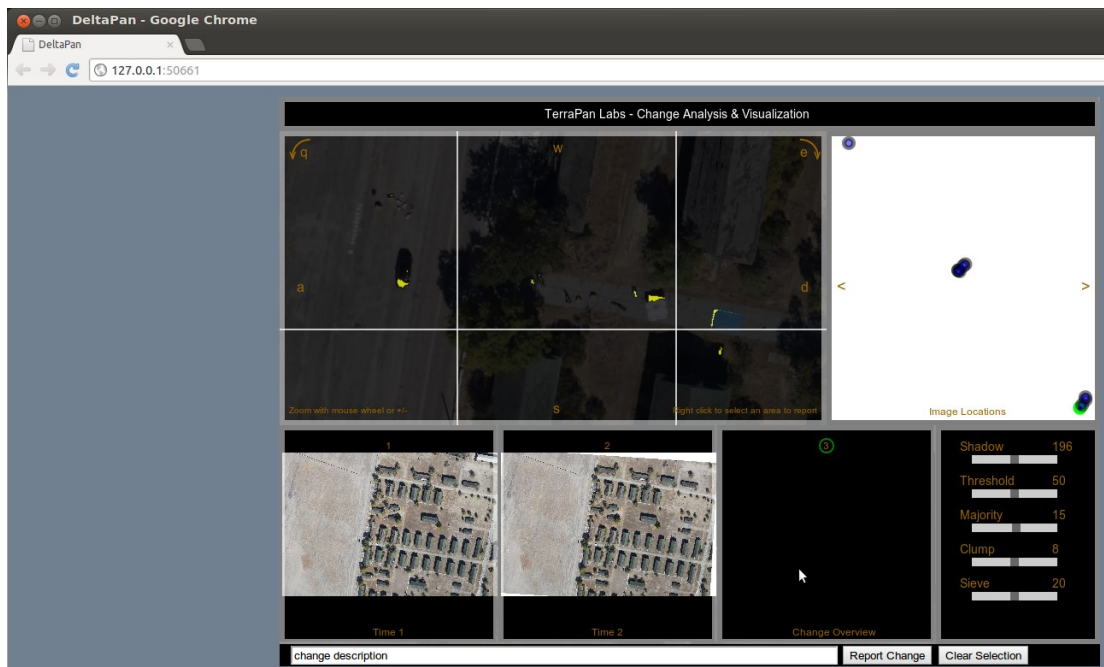 DeltaPan - Google Chrome
DeltaPan
127.0.0.1:50661
TerraPan Labs - Change Analysis & Visualization
q
w
e
a
d
Zoom with mouse wheel or +/-
s
Right click to select an area to report
<
>
Image Locations
1
2
3
Time 1
Time 2
Change Overview
Shadow 196
Threshold 50
Majority 15
Clump 8
Sieve 20
change description
Report Change
Clear Selection